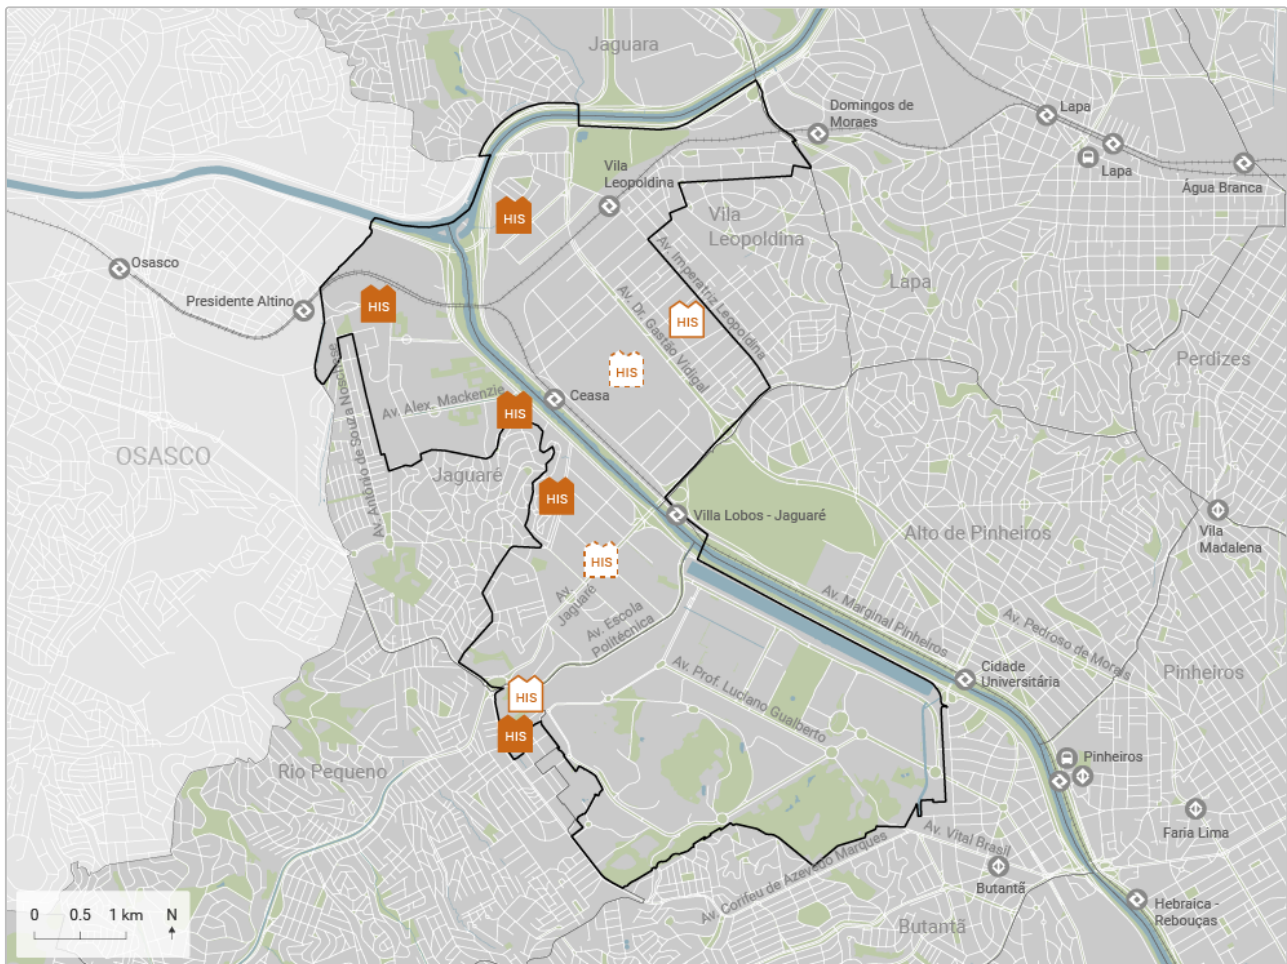 Jaguara
Domingos de
Moraes
Lapa
Lapa
Água Branca
Vila
Leopoldina
HIS
Vila
Leopoldina
Osasco
Presidente Altino
HIS
Av. Imperatriz Leopoldina
Lapa
Av. Dr. Gastão Vidigal
HIS
Perdizes
HIS
Av. Alex. Mackenzie
HIS
Ceasa
Av. Antonio de Souza Noschese
OSASCO
Jaguaré
HIS
Villa Lobos - Jaguaré
Alto de Pinheiros
Vila
Madalena
HIS
Av.
Jaguaré
Av. Escola
Politécnica
Av. Marginal Pinheiros
Av. Pedroso de Morais
Av. Prof. Luciano Gualberto
Cidade
Universitária
Pinheiros
HIS
HIS
Rio Pequeno
Pinheiros
Faria Lima
Av. Vital Brasil
Av. Corifeu de Azevedo Marques
Butantã
Hebraica -
Rebouças
Butantã
0 0.5 1 km N